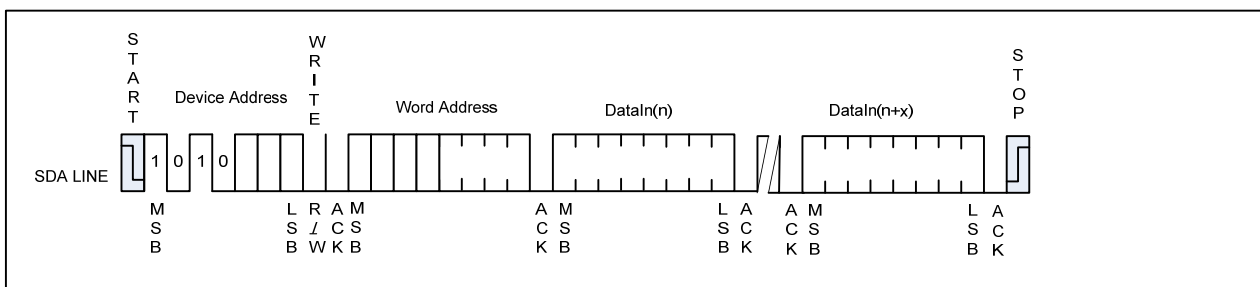 START
WRITE
STOP
Device Address
Word Address
DataIn(n)
DataIn(n+x)
SDA LINE
1 0 1 0
MSB
LSB
R/W
ACK
MSB
ACK
MSB
LSB
ACK
ACK
MSB
LSB
ACK